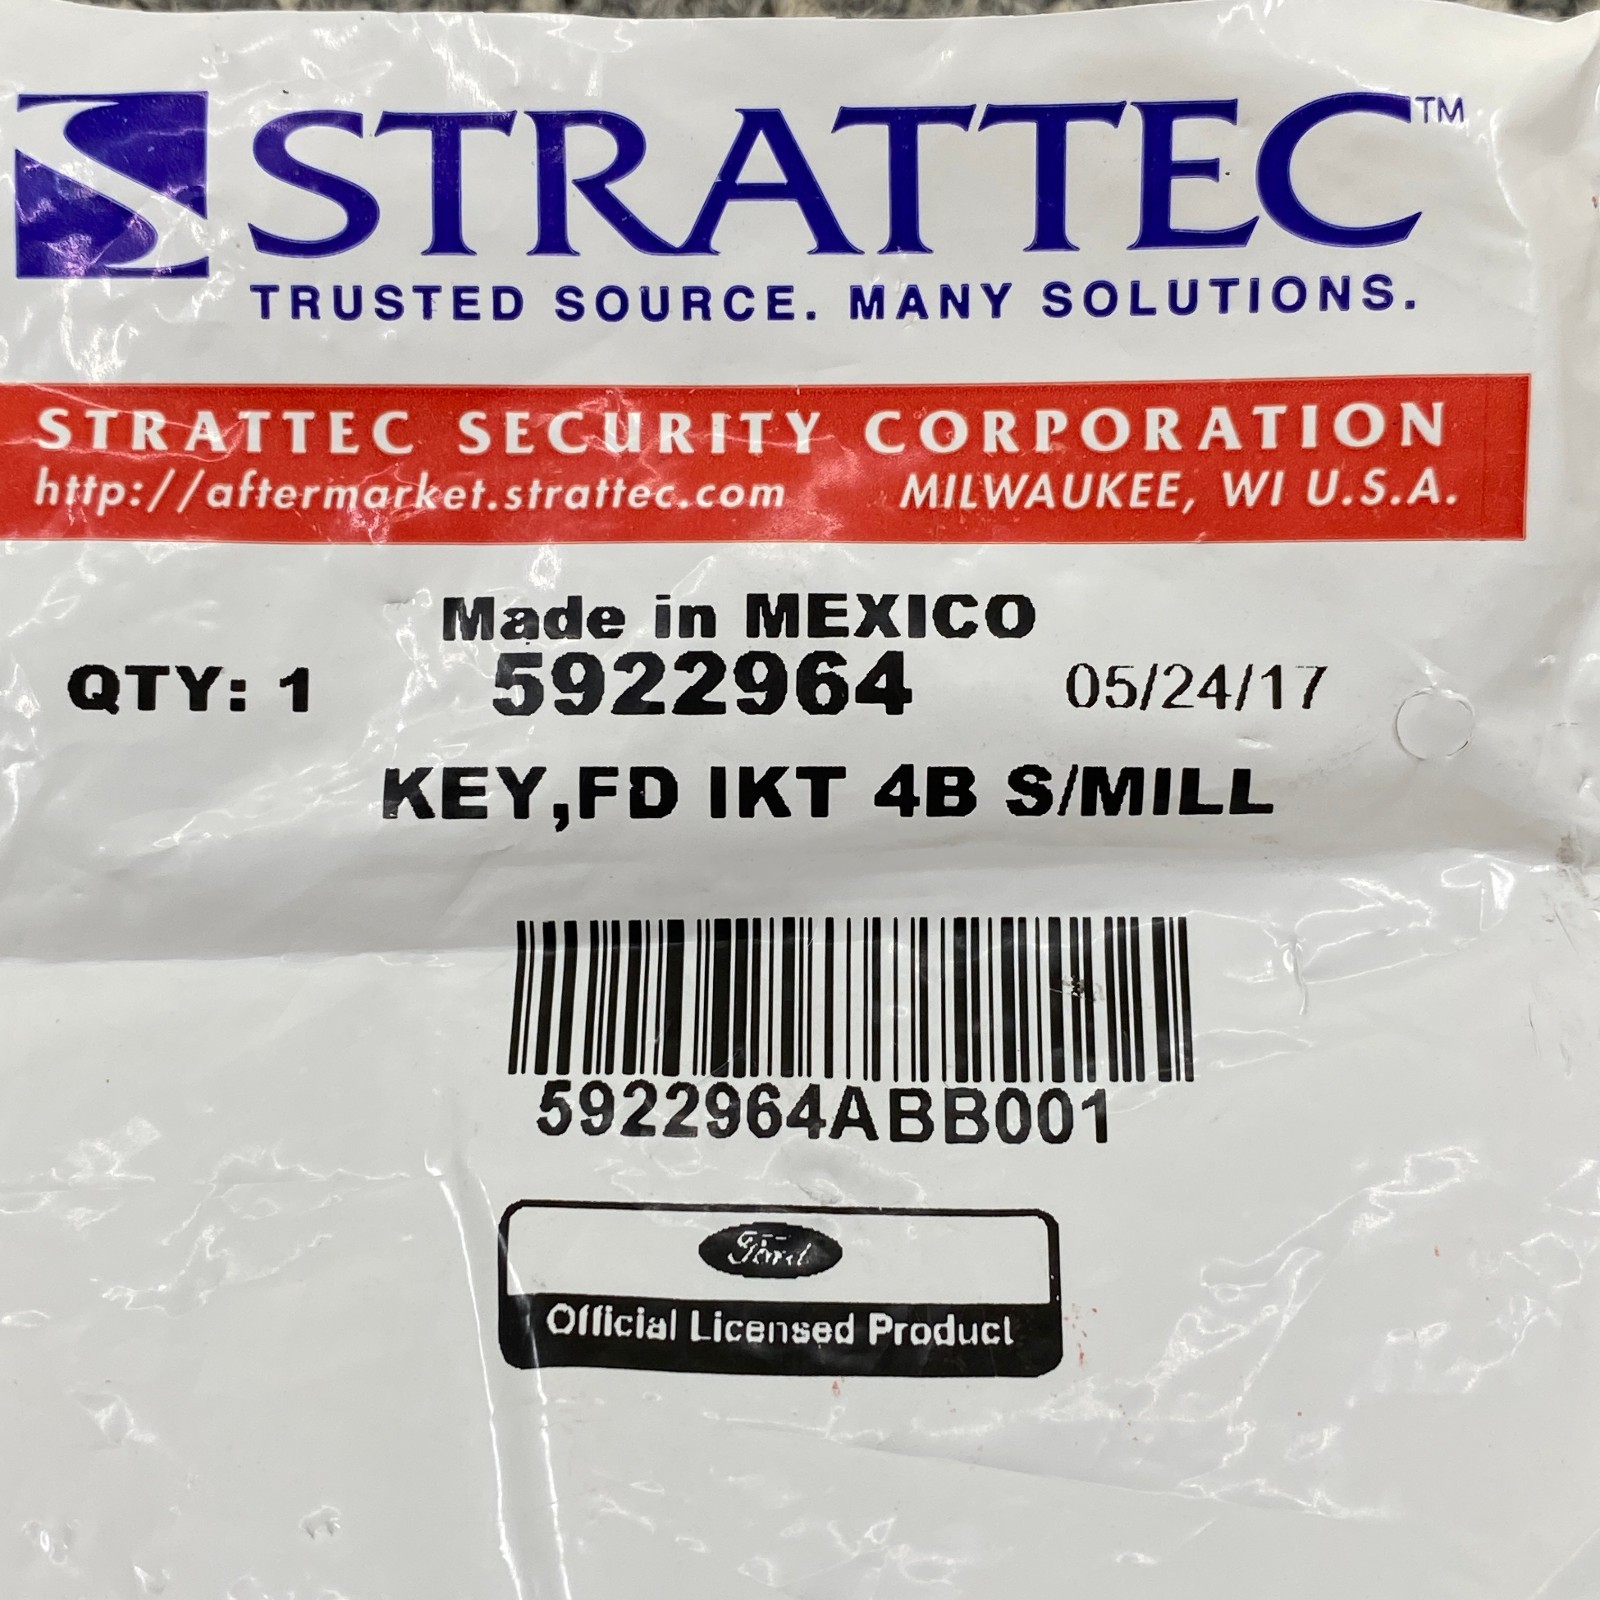 STRATTEC™
TRUSTED SOURCE. MANY SOLUTIONS.
STRATTEC SECURITY CORPORATION
http://aftermarket.strattec.com MILWAUKEE, WI U.S.A.
Made in MEXICO
QTY: 1 5922964 05/24/17
KEY,FD IKT 4B S/MILL
5922964ABB001
Ford
Official Licensed Product